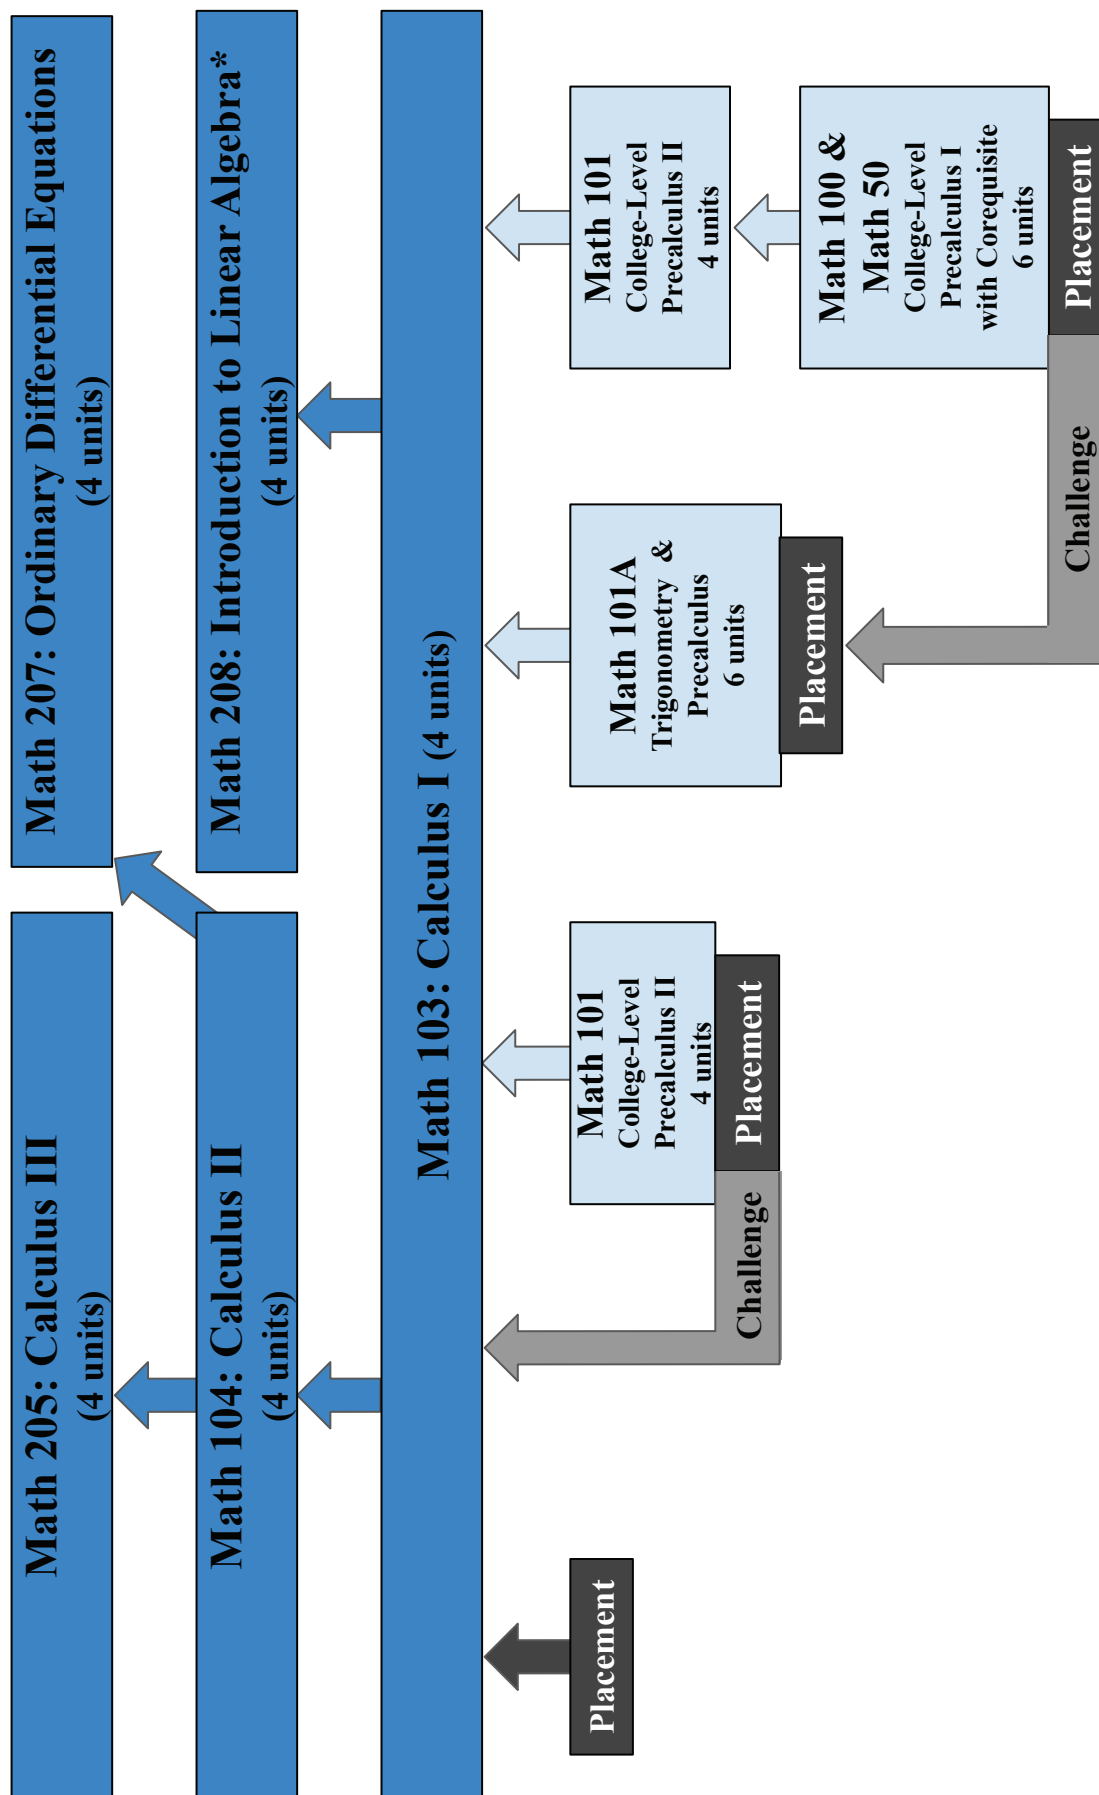 Math 205: Calculus III
(4 units)
Math 207: Ordinary Differential Equations
(4 units)
Math 104: Calculus II
(4 units)
Math 208: Introduction to Linear Algebra*
(4 units)
Math 103: Calculus I (4 units)
Placement
Math 101
College-Level
Precalculus II
4 units
Challenge
Placement
Math 101A
Trigonometry &
Precalculus
6 units
Placement
Math 101
College-Level
Precalculus II
4 units
Math 100 &
Math 50
College-Level
Precalculus I
with Corequisite
6 units
Challenge
Placement